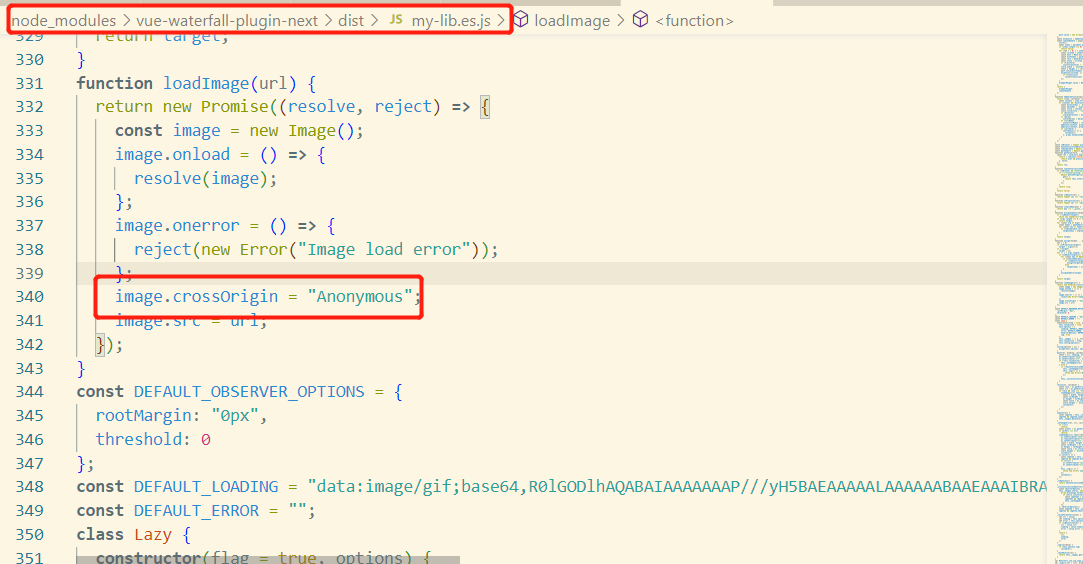 node_modules > vue-waterfall-plugin-next > dist > JS my-lib.es.js > loadImage > <function>
329 return target;
330 }
331 function loadImage(url) {
332 return new Promise((resolve, reject) => {
333 const image = new Image();
334 image.onload = () => {
335 resolve(image);
336 };
337 image.onerror = () => {
338 reject(new Error("Image load error"));
339 };
340 image.crossOrigin = "Anonymous";
341 image.src = url;
342 });
343 }
344 const DEFAULT_OBSERVER_OPTIONS = {
345 rootMargin: "0px",
346 threshold: 0
347 };
348 const DEFAULT_LOADING = "data:image/gif;base64,R0lGODlhAQABAIAAAAAAAP///yH5BAEAAAAALAAAAAABAAEAAAIBRA
349 const DEFAULT_ERROR = "";
350 class Lazy {
351 constructor(flag = true, options) {